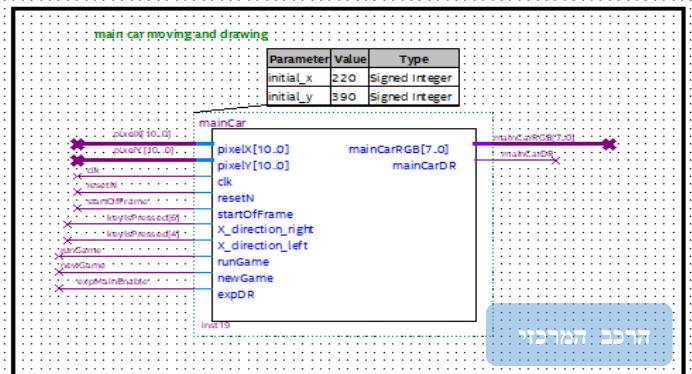 main car moving and drawing
Parameter Value Type
initial_x 220 Signed Integer
initial_y 390 Signed Integer
mainCar
pixelX[10..0] pixelX[10..0] mainCarRGB[7..0] mainCarRGB[7..0]
pixelY[10..0] pixelY[10..0] mainCarDR mainCarDR
clk clk
resetN resetN
startOfFrame startOfFrame
keyIsPressed[6] X_direction_right
keyIsPressed[4] X_direction_left
runGame runGame
newGame newGame
expMainEnable expDR
inst19
הרכב המרכזי